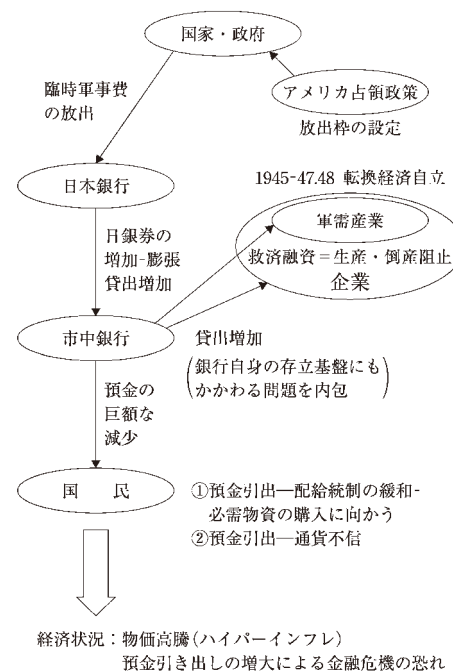 国家・政府
臨時軍事費
の放出
アメリカ占領政策
放出枠の設定
日本銀行
1945-47.48 転換経済自立
軍需産業
日銀券の
増加-膨張
貸出増加
救済融資＝生産・倒産阻止
企業
市中銀行
貸出増加
(銀行自身の存立基盤にも
かかわる問題を内包)
預金の
巨額な
減少
国　民
①預金引出―配給統制の緩和-
必需物資の購入に向かう
②預金引出―通貨不信
経済状況：物価高騰(ハイパーインフレ)
預金引き出しの増大による金融危機の恐れ